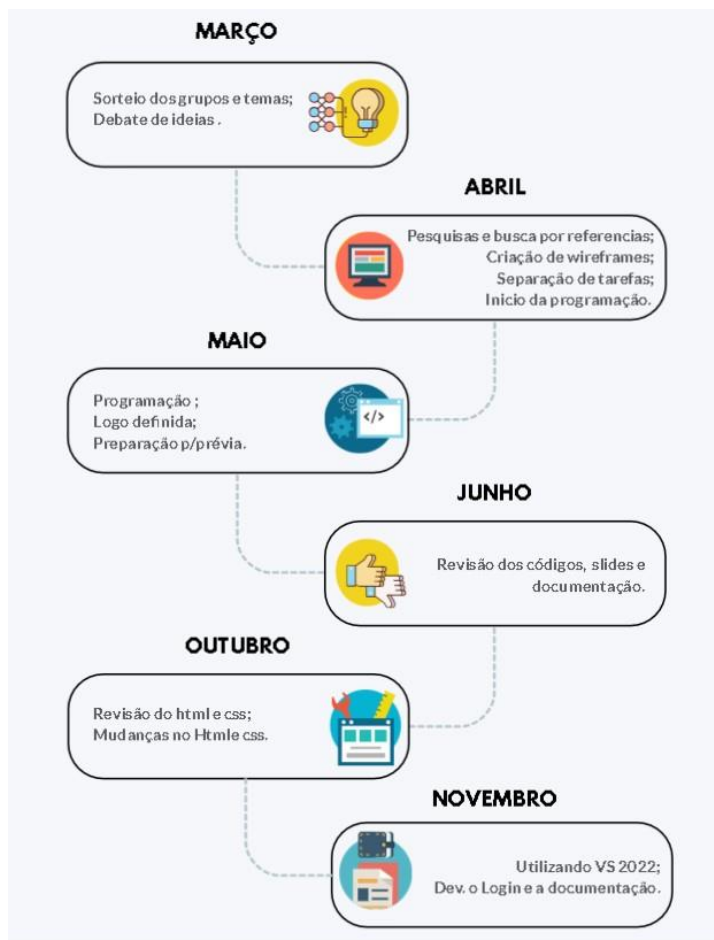 MARÇO
Sorteio dos grupos e temas;
Debate de ideias .
ABRIL
Pesquisas e busca por referencias;
Criação de wireframes;
Separação de tarefas;
Inicio da programação.
MAIO
Programação ;
Logo definida;
Preparação p/prévia.
</>
JUNHO
Revisão dos códigos, slides e
documentação.
OUTUBRO
Revisão do html e css;
Mudanças no Html e css.
NOVEMBRO
Utilizando VS 2022;
Dev. o Login e a documentação.